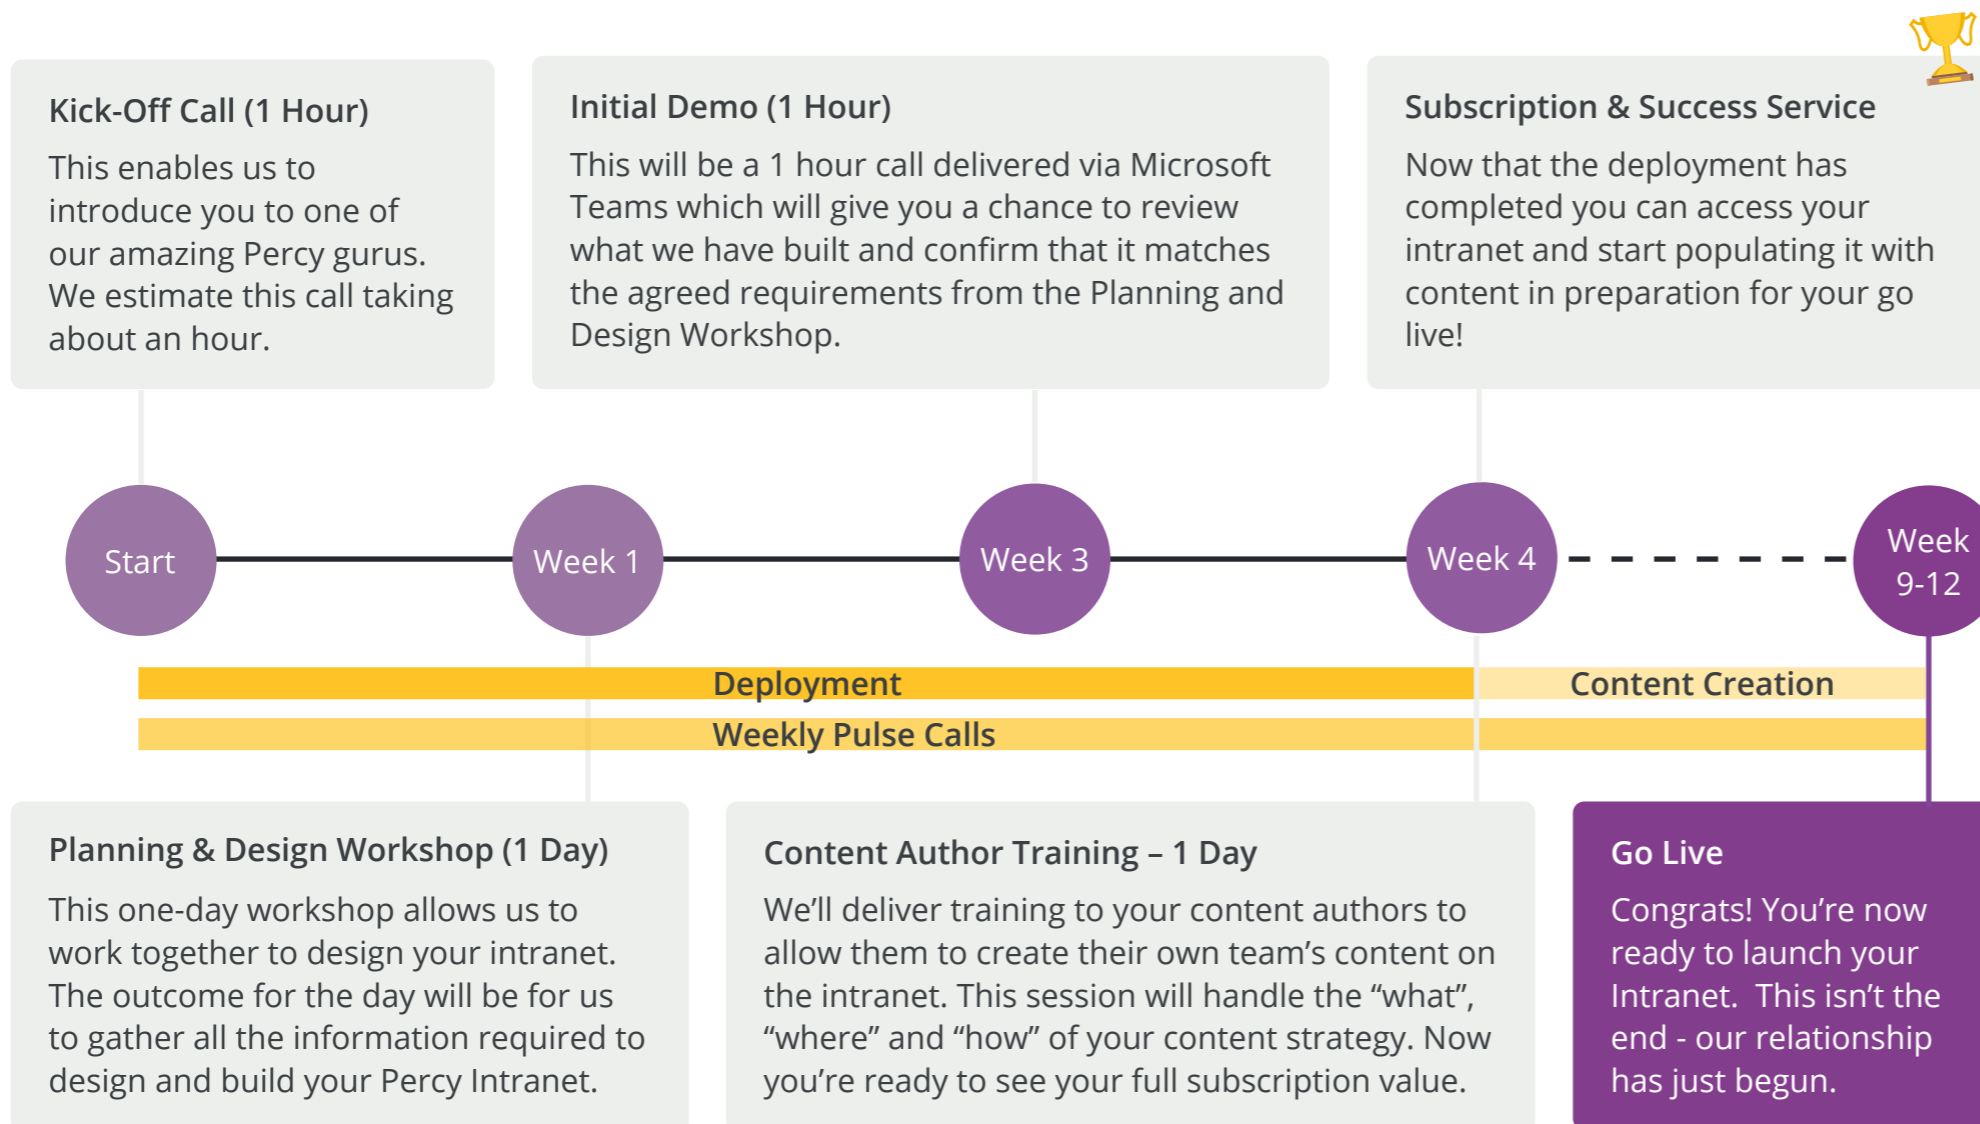 Kick-Off Call (1 Hour)
This enables us to
introduce you to one of
our amazing Percy gurus.
We estimate this call taking
about an hour.
Initial Demo (1 Hour)
This will be a 1 hour call delivered via Microsoft
Teams which will give you a chance to review
what we have built and confirm that it matches
the agreed requirements from the Planning and
Design Workshop.
Subscription & Success Service
Now that the deployment has
completed you can access your
intranet and start populating it with
content in preparation for your go
live!
Start
Week 1
Week 3
Week 4
Week
9-12
Deployment
Content Creation
Weekly Pulse Calls
Planning & Design Workshop (1 Day)
This one-day workshop allows us to
work together to design your intranet.
The outcome for the day will be for us
to gather all the information required to
design and build your Percy Intranet.
Content Author Training – 1 Day
We’ll deliver training to your content authors to
allow them to create their own team’s content on
the intranet. This session will handle the “what”,
“where” and “how” of your content strategy. Now
you’re ready to see your full subscription value.
Go Live
Congrats! You’re now
ready to launch your
Intranet.  This isn’t the
end - our relationship
has just begun.